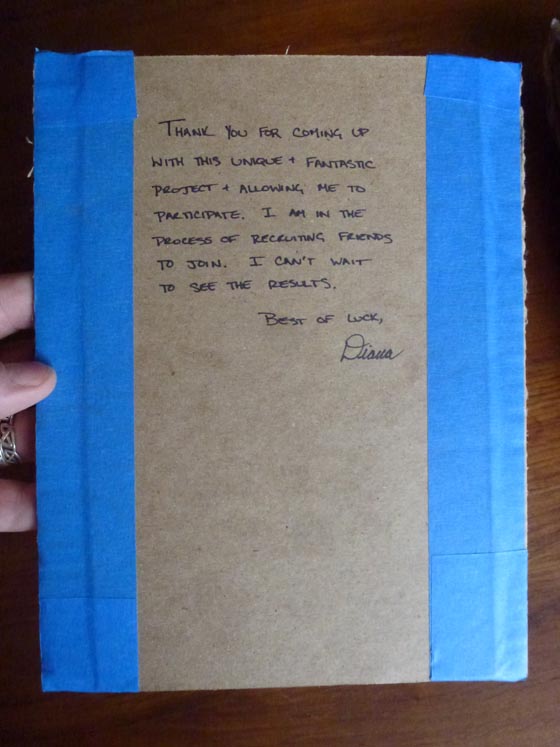 THANK YOU FOR COMING UP
WITH THIS UNIQUE + FANTASTIC
PROJECT + ALLOWING ME TO
PARTICIPATE. I AM IN THE
PROCESS OF RECRUITING FRIENDS
TO JOIN. I CAN'T WAIT
TO SEE THE RESULTS.
BEST OF LUCK,
Diana